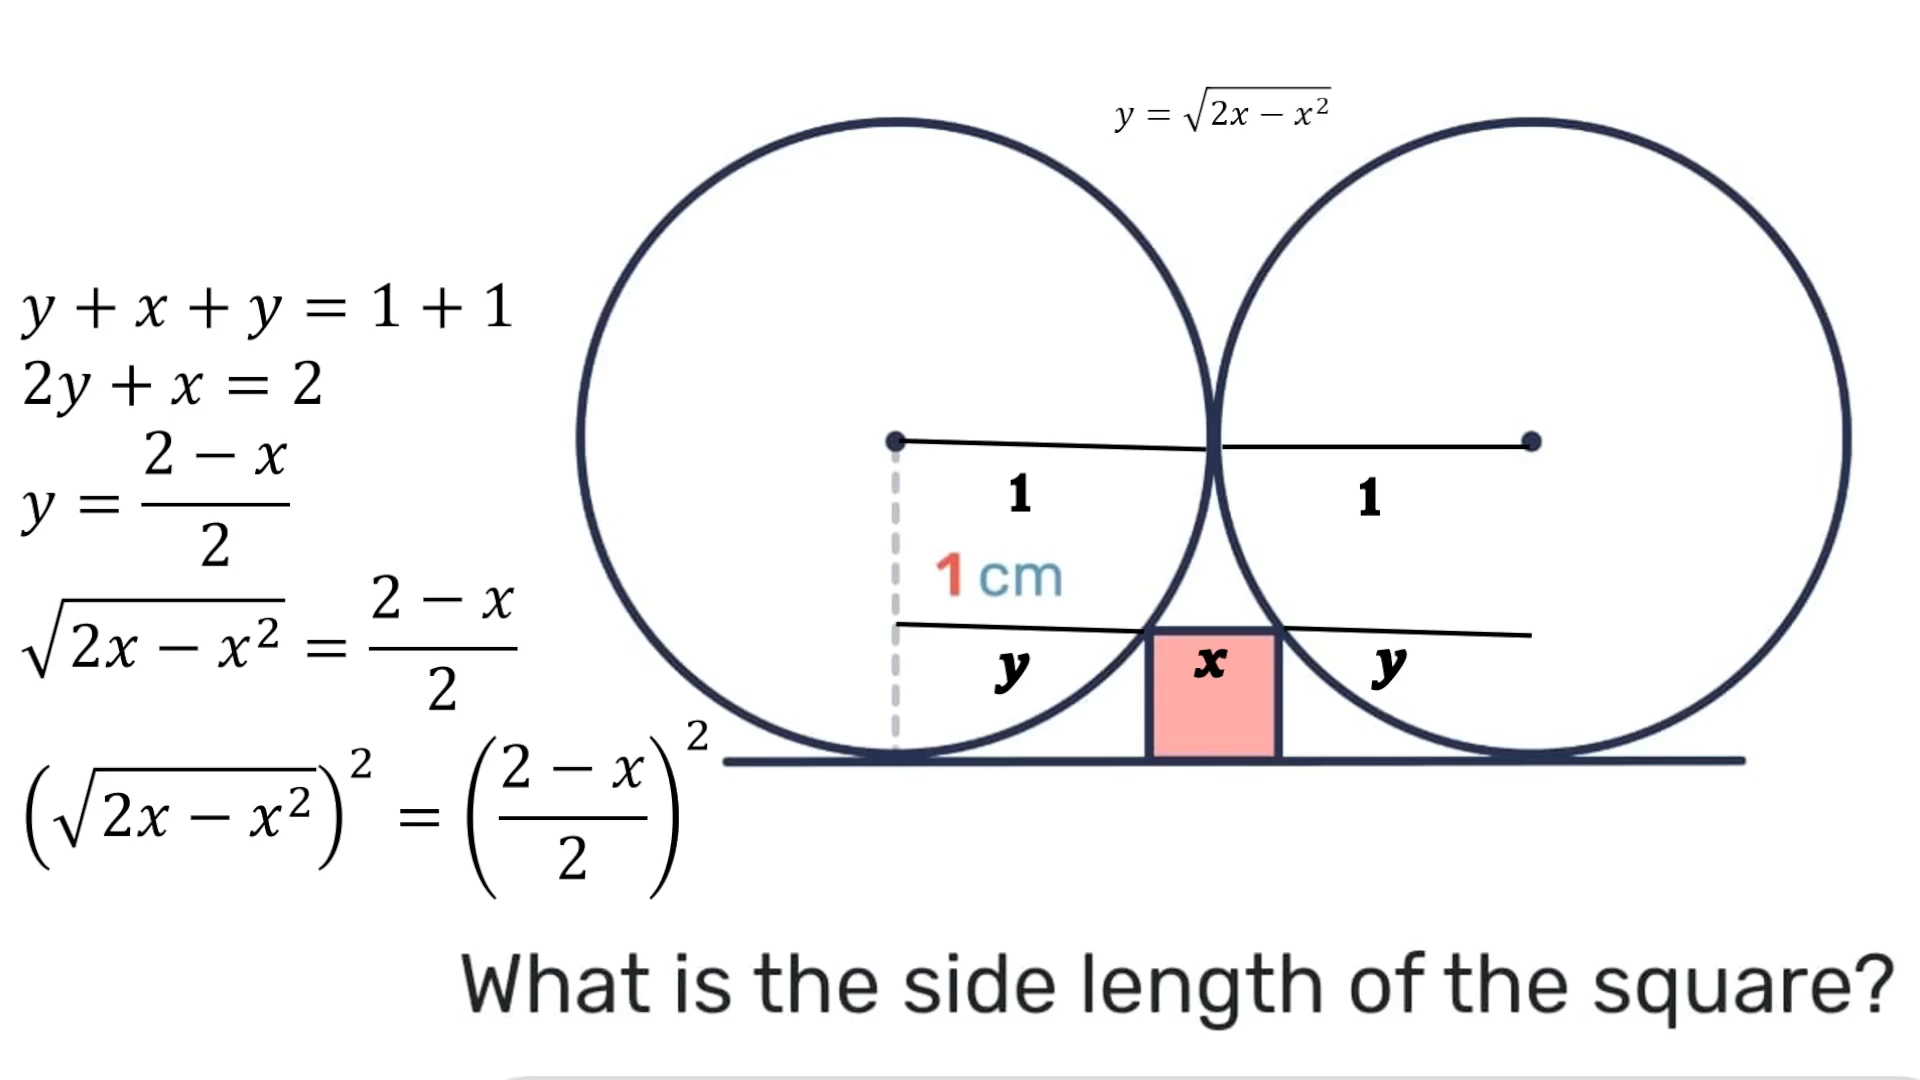 y = √(2x − x²)
y + x + y = 1 + 1
2y + x = 2
y = (2 − x)/2
√(2x − x²) = (2 − x)/2
(√(2x − x²))² = ((2 − x)/2)²
1 1
1 cm
y x y
What is the side length of the square?